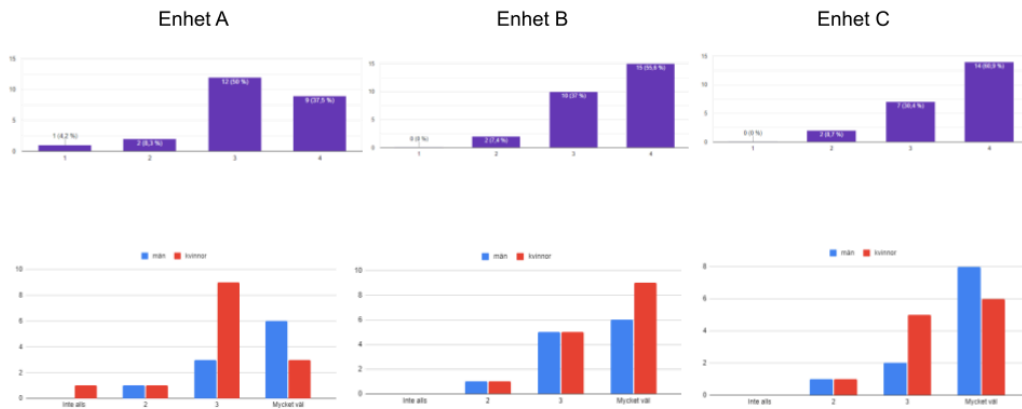 Enhet A
Enhet B
Enhet C
15
10
5
0
1 (4,2 %)
2 (8,3 %)
12 (50 %)
9 (37,5 %)
1
2
3
4
15
10
5
0
0 (0 %)
2 (7,4 %)
10 (37 %)
15 (55,6 %)
1
2
3
4
15
10
5
0
0 (0 %)
2 (8,7 %)
7 (30,4 %)
14 (60,9 %)
1
2
3
4
män kvinnor
10
8
6
4
2
0
Inte alls
2
3
Mycket väl
män kvinnor
10
8
6
4
2
0
Inte alls
2
3
Mycket väl
män kvinnor
8
6
4
2
0
Inte alls
2
3
Mycket väl